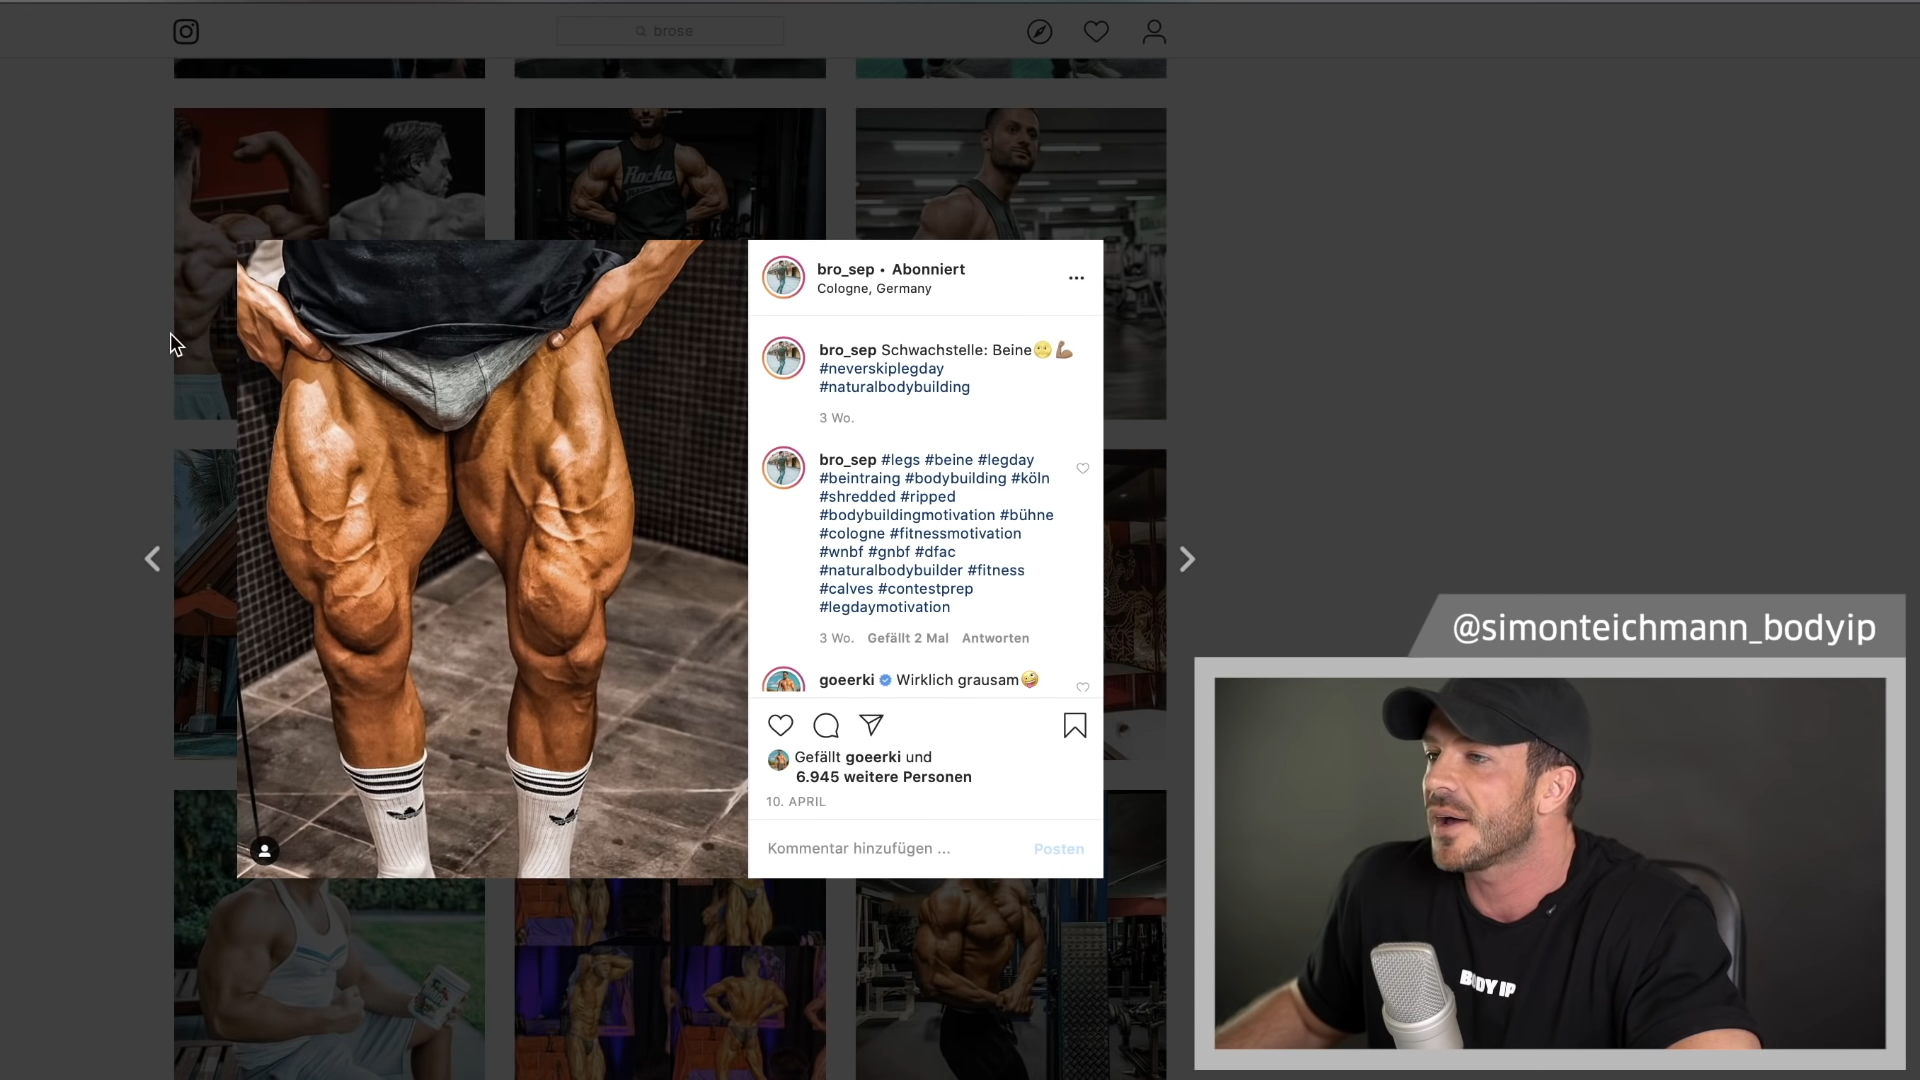 brose
Rocka
bro_sep • Abonniert
Cologne, Germany
bro_sep Schwachstelle: Beine😬💪🏽
#neverskiplegday
#naturalbodybuilding
3 Wo.
bro_sep #legs #beine #legday
#beintraing #bodybuilding #köln
#shredded #ripped
#bodybuildingmotivation #bühne
#cologne #fitnessmotivation
#wnbf #gnbf #dfac
#naturalbodybuilder #fitness
#calves #contestprep
#legdaymotivation
3 Wo. Gefällt 2 Mal Antworten
goeerki Wirklich grausam🤪
Gefällt goeerki und
6.945 weitere Personen
10. APRIL
Kommentar hinzufügen ... Posten
@simonteichmann_bodyip
BODY IP